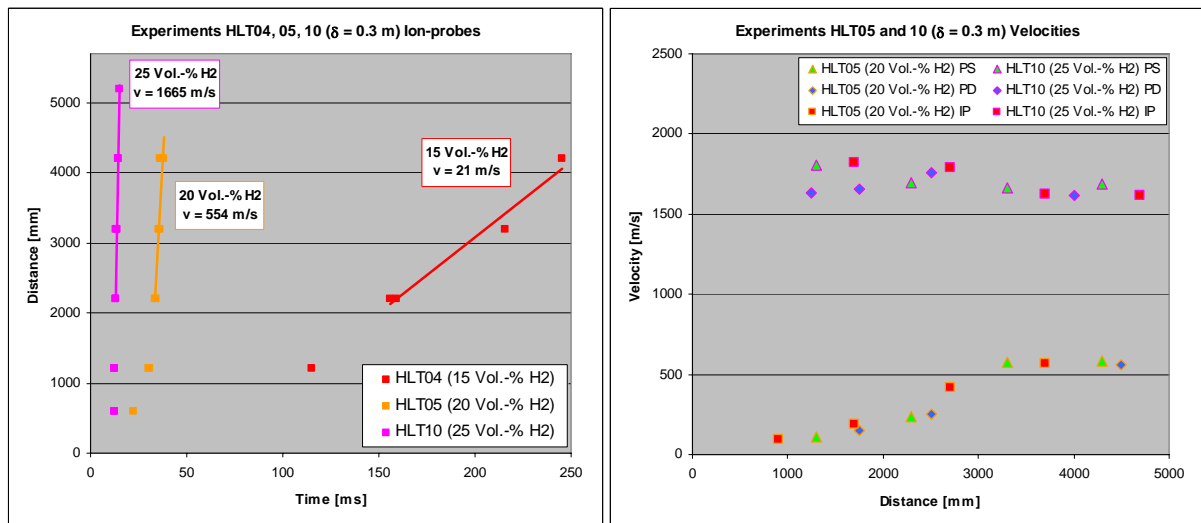 Experiments HLT04, 05, 10 (δ = 0.3 m) Ion-probes
25 Vol.-% H2
v = 1665 m/s
20 Vol.-% H2
v = 554 m/s
15 Vol.-% H2
v = 21 m/s
Distance [mm]
5000
4000
3000
2000
1000
0
0 50 100 150 200 250
Time [ms]
HLT04 (15 Vol.-% H2)
HLT05 (20 Vol.-% H2)
HLT10 (25 Vol.-% H2)
Experiments HLT05 and 10 (δ = 0.3 m) Velocities
HLT05 (20 Vol.-% H2) PS HLT10 (25 Vol.-% H2) PS
HLT05 (20 Vol.-% H2) PD HLT10 (25 Vol.-% H2) PD
HLT05 (20 Vol.-% H2) IP HLT10 (25 Vol.-% H2) IP
Velocity [m/s]
2500
2000
1500
1000
500
0
0 1000 2000 3000 4000 5000
Distance [mm]